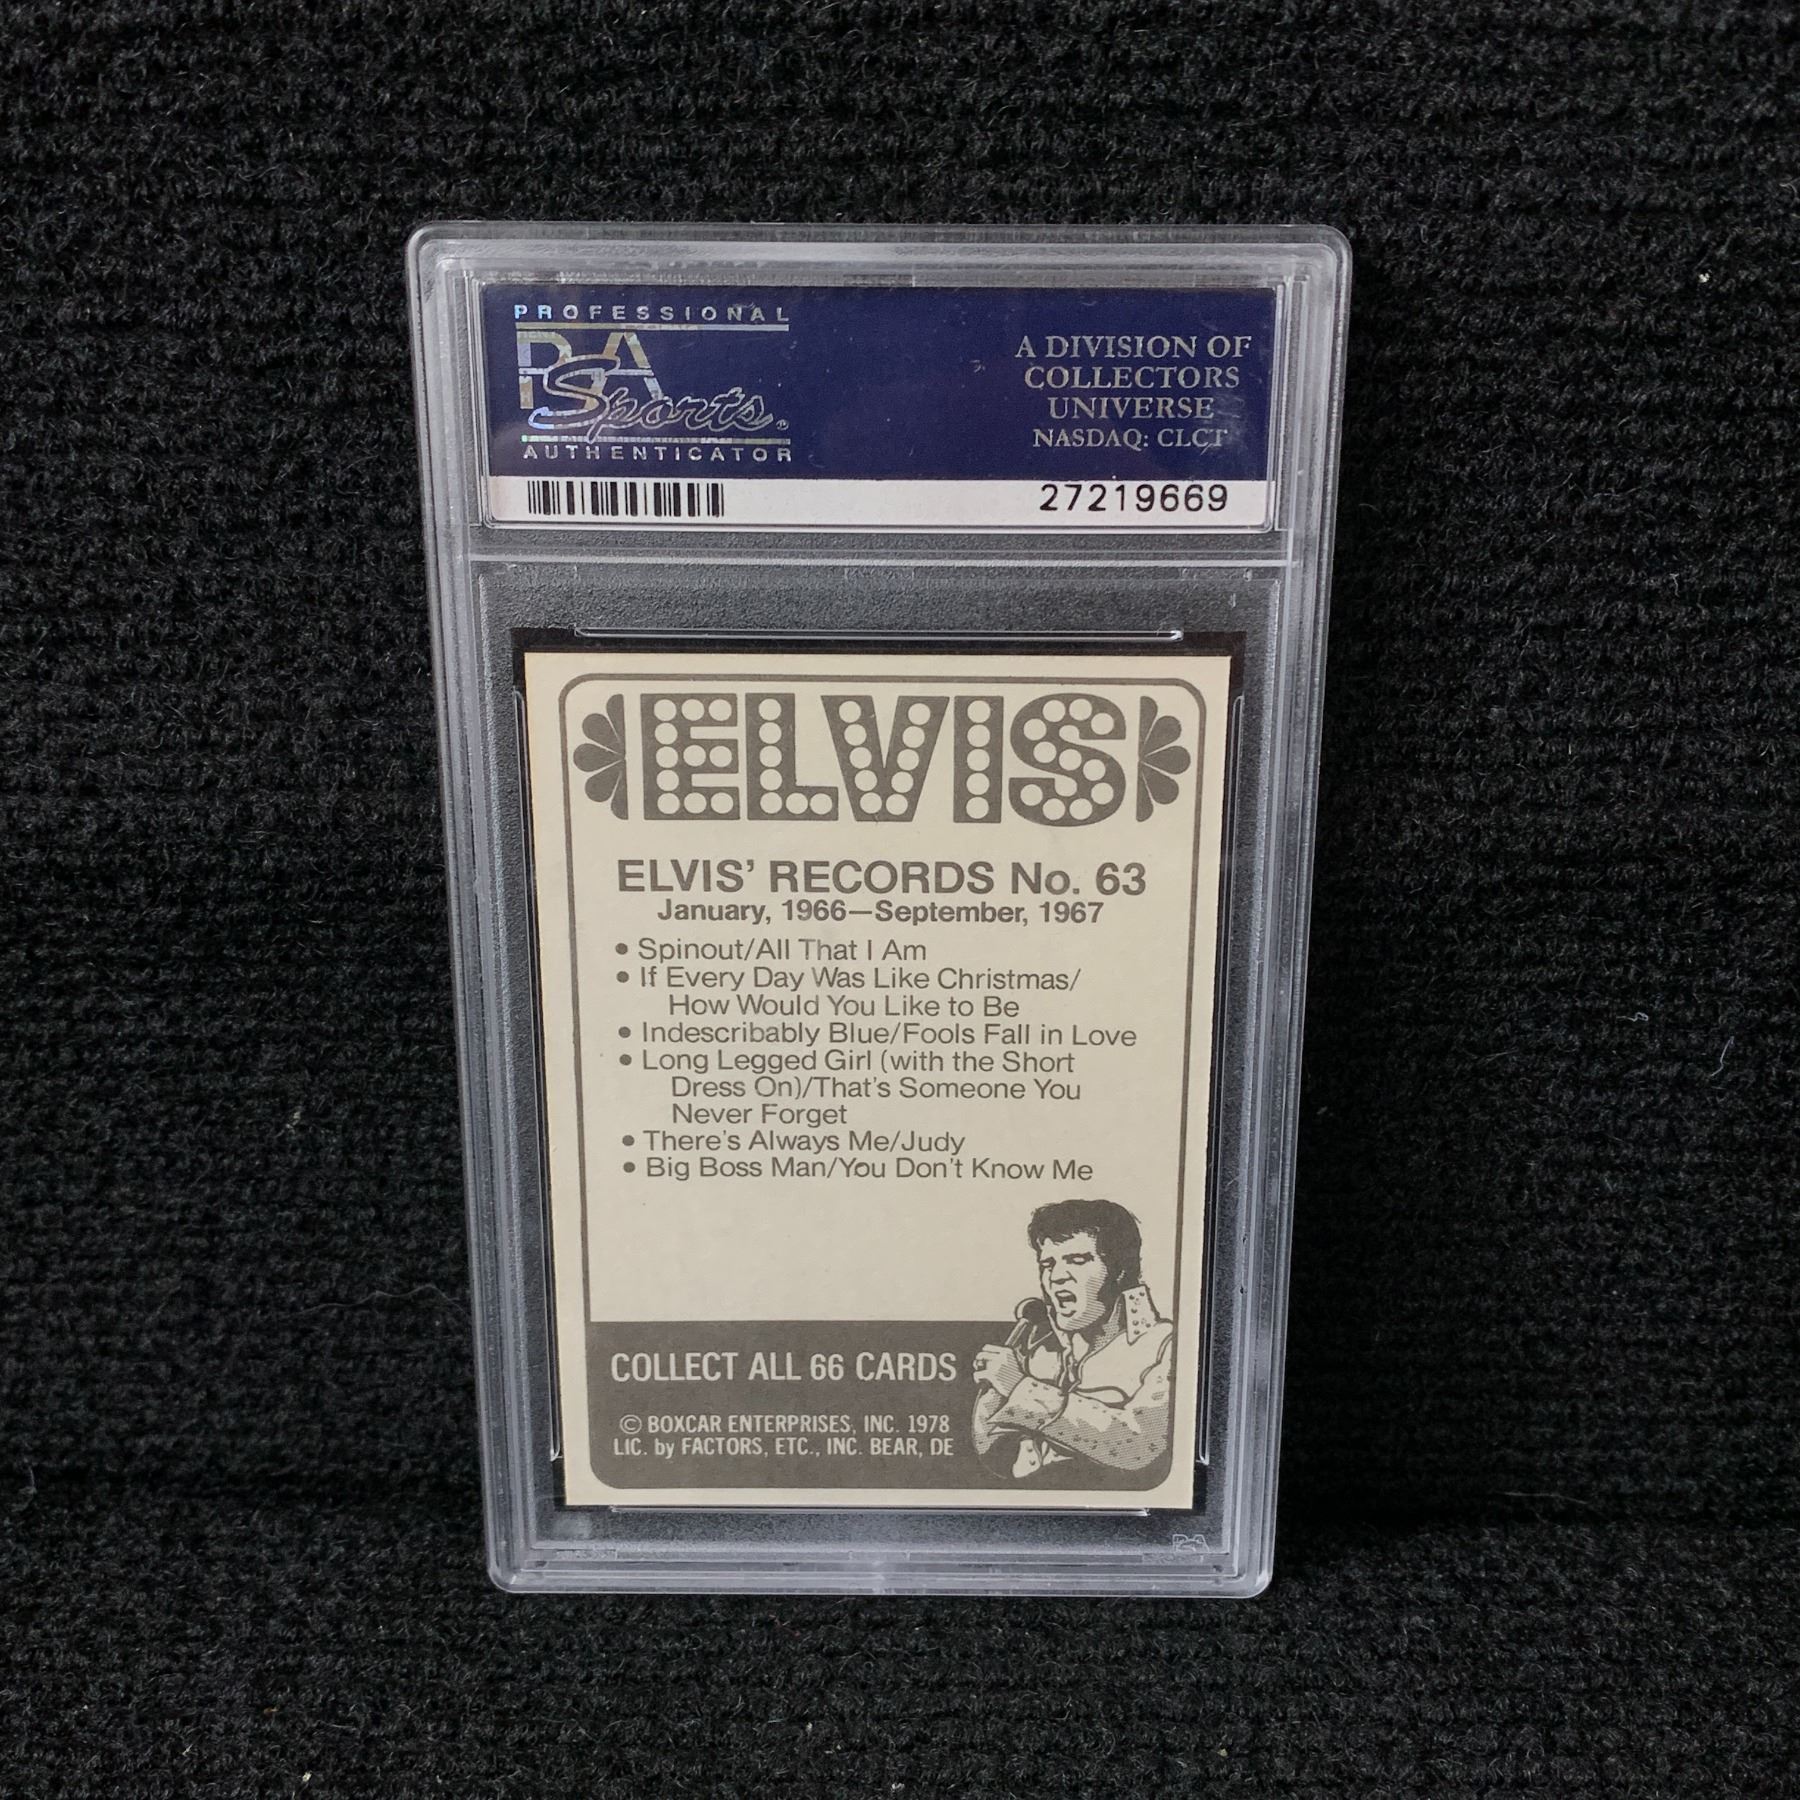 PROFESSIONAL
PSA
Sports
AUTHENTICATOR
A DIVISION OF
COLLECTORS
UNIVERSE
NASDAQ: CLCT
27219669
ELVIS
ELVIS' RECORDS No. 63
January, 1966—September, 1967
• Spinout/All That I Am
• If Every Day Was Like Christmas/
How Would You Like to Be
• Indescribably Blue/Fools Fall in Love
• Long Legged Girl (with the Short
Dress On)/That's Someone You
Never Forget
• There's Always Me/Judy
• Big Boss Man/You Don't Know Me
COLLECT ALL 66 CARDS
© BOXCAR ENTERPRISES, INC. 1978
LIC. by FACTORS, ETC., INC. BEAR, DE
PSA